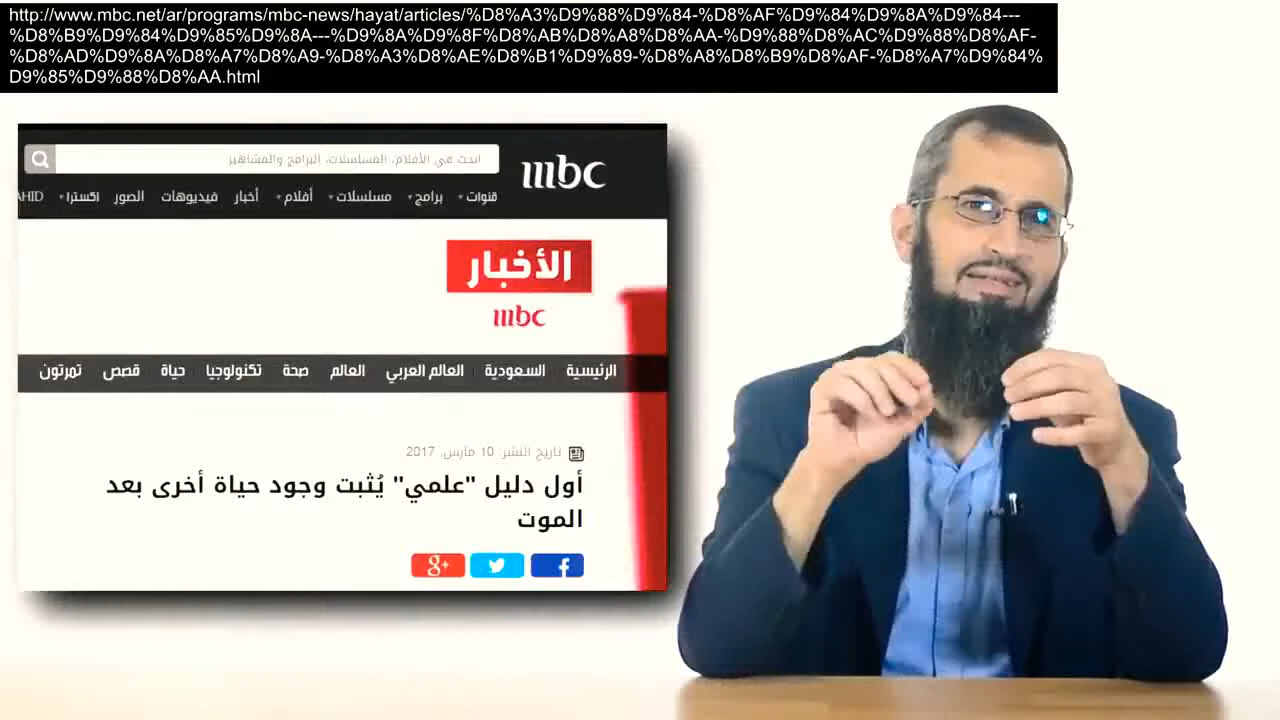 http://www.mbc.net/ar/programs/mbc-news/hayat/articles/%D8%A3%D9%88%D9%84-%D8%AF%D9%84%D9%8A%D9%84---
%D8%B9%D9%84%D9%85%D9%8A---%D9%8A%D9%8F%D8%AB%D8%A8%D8%AA-%D9%88%D8%AC%D9%88%D8%AF-
%D8%AD%D9%8A%D8%A7%D8%A9-%D8%A3%D8%AE%D8%B1%D9%89-%D8%A8%D8%B9%D8%AF-%D8%A7%D9%84%
D9%85%D9%88%D8%AA.html
mbc
ابحث في الأفلام، المسلسلات، البرامج والمشاهير
قنوات برامج مسلسلات أفلام أخبار فيديوهات الصور اكسترا AHID
الأخبار
mbc
الرئيسية السعودية العالم العربي العالم صحة تكنولوجيا حياة قصص تمرتون
تاريخ النشر: 10 مارس، 2017
أول دليل "علمي" يُثبت وجود حياة أخرى بعد
الموت
g+
f